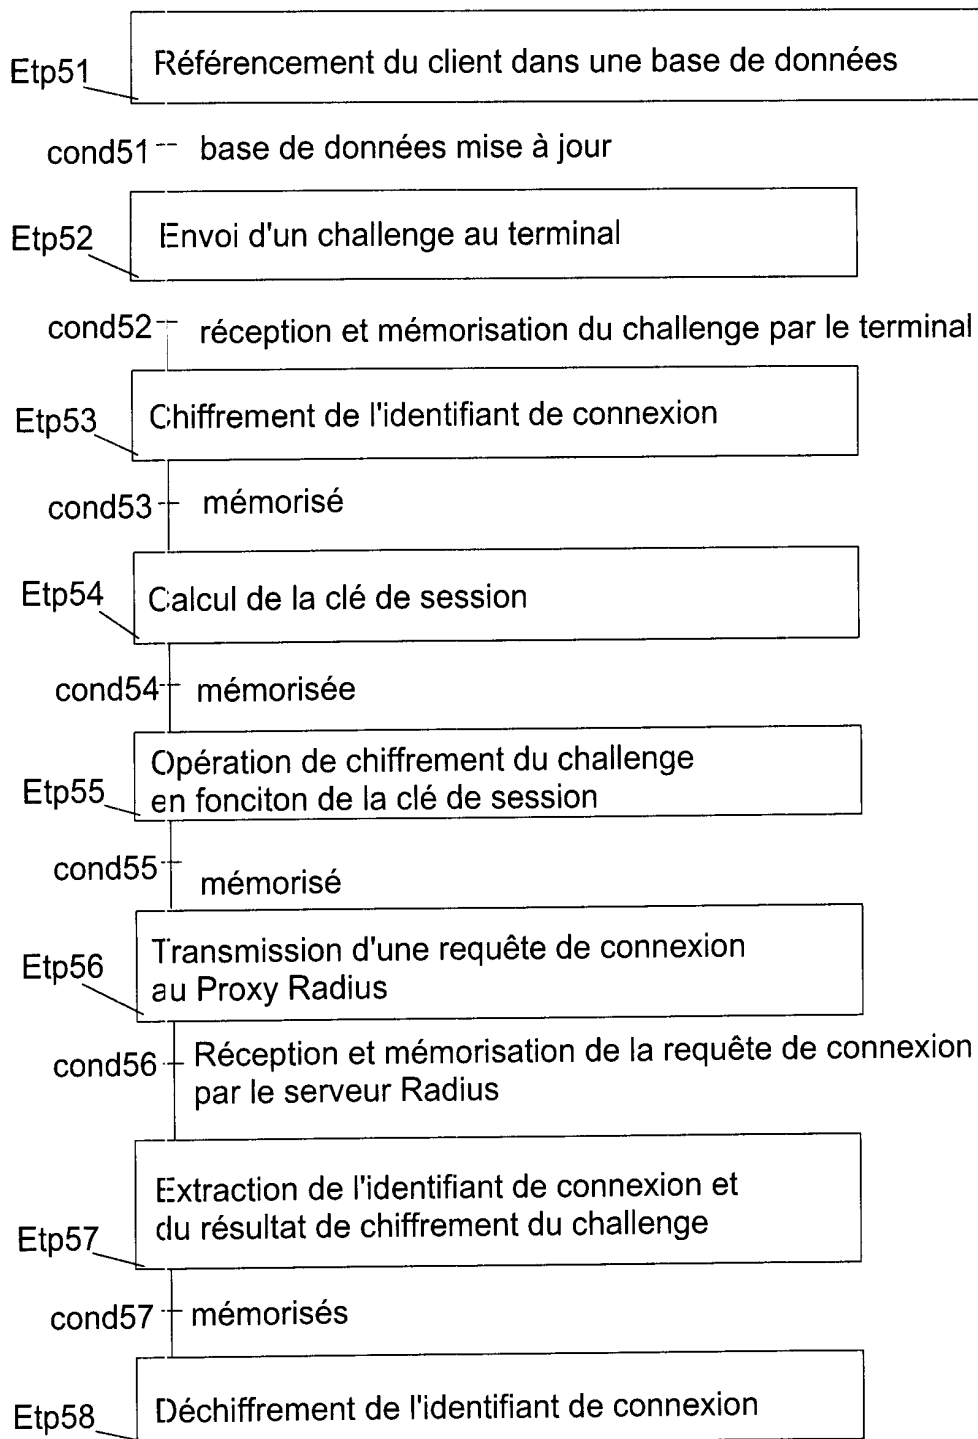 Etp51
Référencement du client dans une base de données
cond51
base de données mise à jour
Etp52
Envoi d'un challenge au terminal
cond52
réception et mémorisation du challenge par le terminal
Etp53
Chiffrement de l'identifiant de connexion
cond53
mémorisé
Etp54
Calcul de la clé de session
cond54
mémorisée
Etp55
Opération de chiffrement du challenge
en fonciton de la clé de session
cond55
mémorisé
Etp56
Transmission d'une requête de connexion
au Proxy Radius
cond56
Réception et mémorisation de la requête de connexion
par le serveur Radius
Etp57
Extraction de l'identifiant de connexion et
du résultat de chiffrement du challenge
cond57
mémorisés
Etp58
Déchiffrement de l'identifiant de connexion